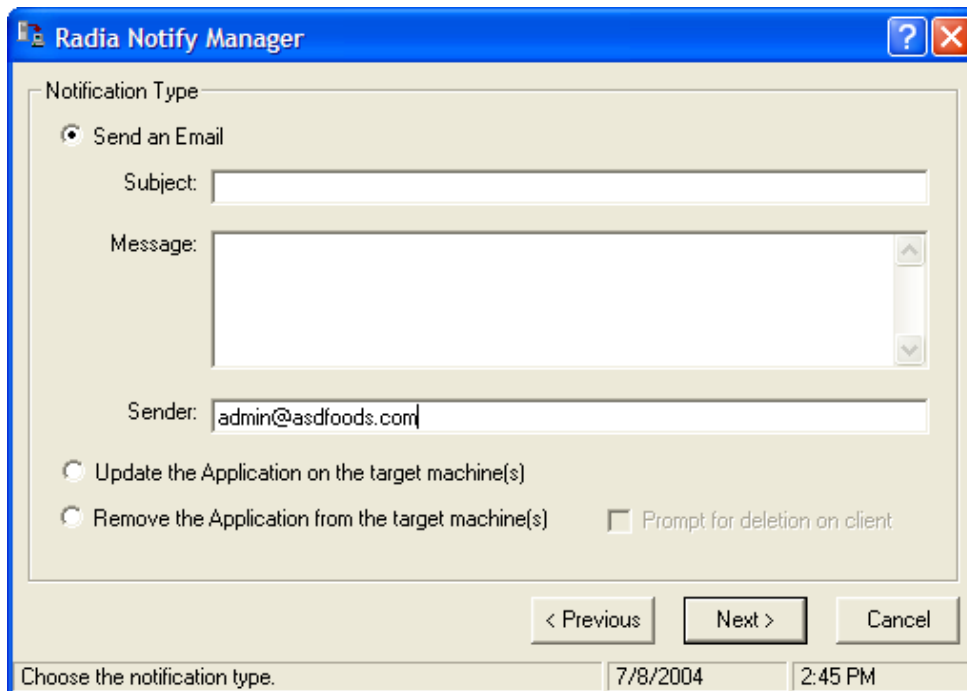 Radia Notify Manager
Notification Type
Send an Email
Subject:
Message:
Sender: admin@asdfoods.com
Update the Application on the target machine(s)
Remove the Application from the target machine(s) Prompt for deletion on client
< Previous Next > Cancel
Choose the notification type. 7/8/2004 2:45 PM